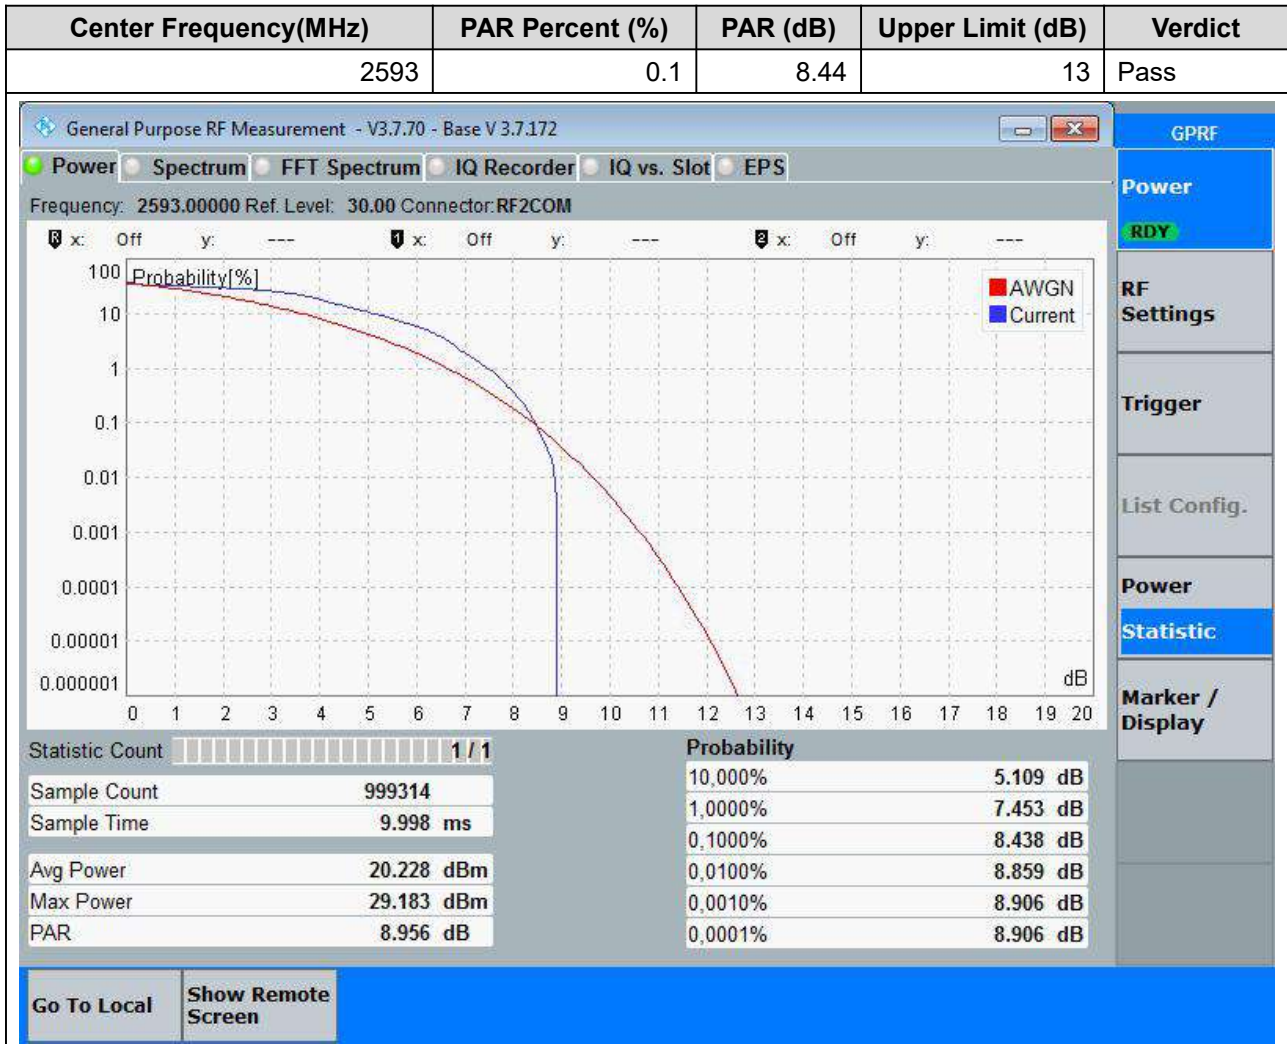 Center Frequency(MHz) PAR Percent (%) PAR (dB) Upper Limit (dB) Verdict
2593 0.1 8.44 13 Pass
General Purpose RF Measurement - V3.7.70 - Base V 3.7.172
GPRF
Power Spectrum FFT Spectrum IQ Recorder IQ vs. Slot EPS
Power
RDY
Frequency: 2593.00000 Ref. Level: 30.00 Connector:RF2COM
R x: Off y: --- 1 x: Off y: --- 2 x: Off y: ---
Probability[%]
AWGN
Current
100
10
1
0.1
0.01
0.001
0.0001
0.00001
0.000001
dB
0 1 2 3 4 5 6 7 8 9 10 11 12 13 14 15 16 17 18 19 20
RF
Settings
Trigger
List Config.
Power
Statistic
Marker /
Display
Statistic Count 1 / 1
Sample Count 999314
Sample Time 9.998 ms
Avg Power 20.228 dBm
Max Power 29.183 dBm
PAR 8.956 dB
Probability
10,000% 5.109 dB
1,0000% 7.453 dB
0,1000% 8.438 dB
0,0100% 8.859 dB
0,0010% 8.906 dB
0,0001% 8.906 dB
Go To Local
Show Remote
Screen